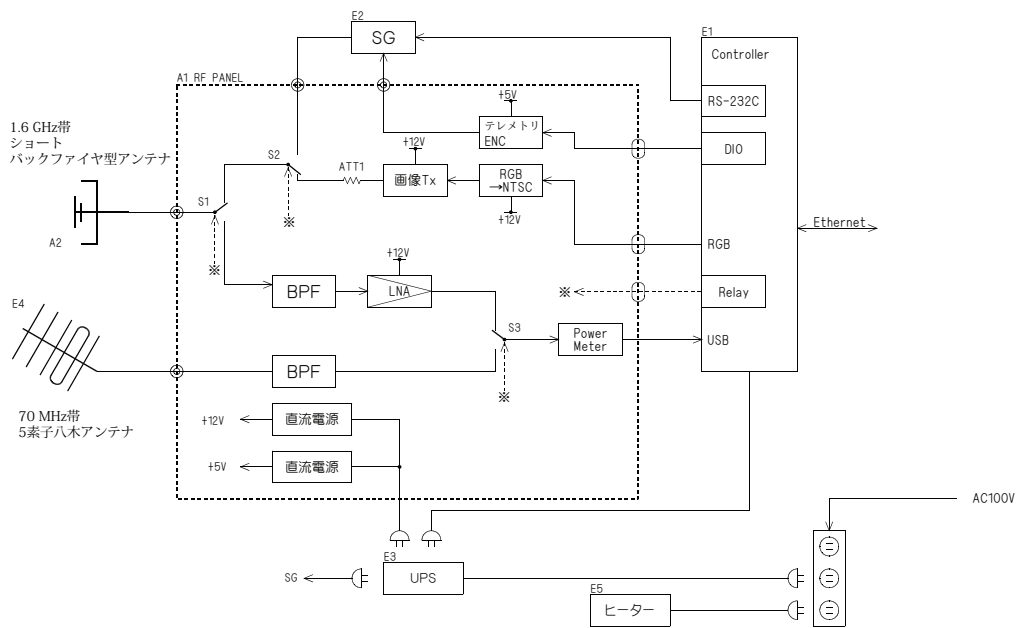 E2
SG
E1
Controller
A1 RF PANEL
RS-232C
+5V
テレメトリ
ENC
DIO
1.6 GHz帯
ショート
バックファイヤ型アンテナ
+12V
S2
ATT1
画像Tx
RGB
→NTSC
+12V
S1
※
Ethernet
A2
RGB
※
+12V
BPF
LNA
※
Relay
E4
S3
Power
Meter
USB
BPF
※
70 MHz帯
5素子八木アンテナ
+12V
直流電源
+5V
直流電源
AC100V
E3
SG
UPS
E5
ヒーター